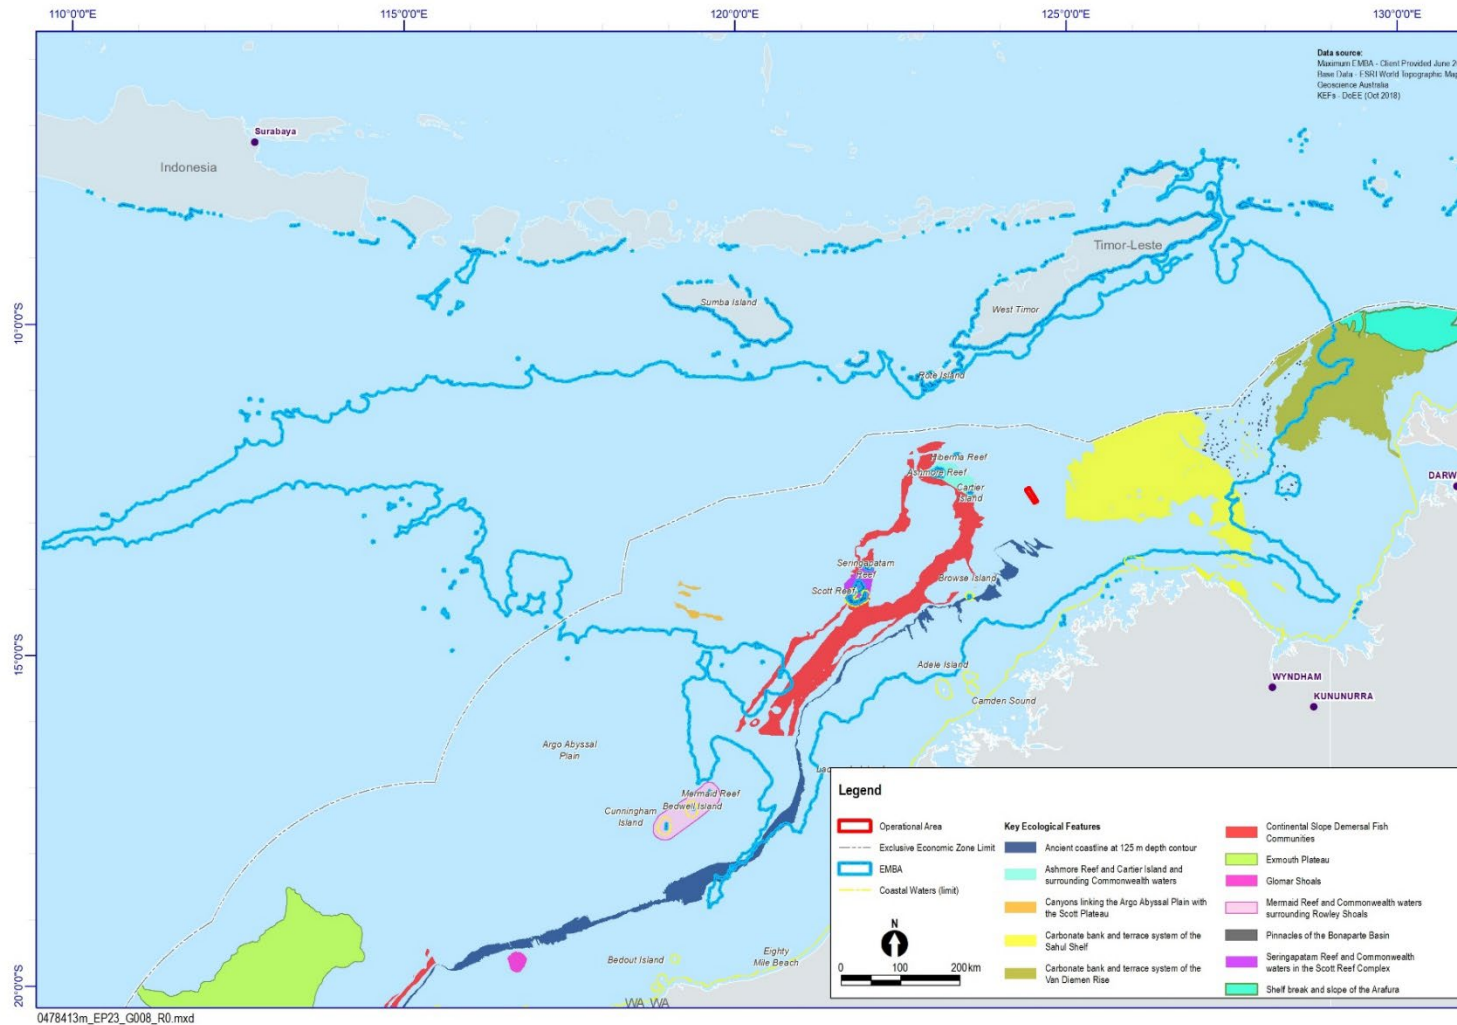 110°0'0"E
115°0'0"E
120°0'0"E
125°0'0"E
130°0'0"E
Data source:
Maximum EMBA - Client Provided June 20
Base Data - ESRI World Topographic Map
Geoscience Australia
KEFs - DoEE (Oct 2018)
Surabaya
Indonesia
Timor-Leste
Sumba Island
West Timor
10°0'0"S
Rote Island
Hibernia Reef
Ashmore Reef
Cartier
Island
DARW
Seringapatam
Reef
Browse Island
Scott Reef
15°0'0"S
Adele Island
WYNDHAM
Camden Sound
KUNUNURRA
Argo Abyssal
Plain
Mermaid Reef
Bedwell Island
Cunningham
Island
Eighty
Mile Beach
Bedout Island
20°0'0"S
WA WA
Legend
Operational Area
Exclusive Economic Zone Limit
EMBA
Coastal Waters (limit)
N
0 100 200 km
Key Ecological Features
Ancient coastline at 125 m depth contour
Ashmore Reef and Cartier Island and
surrounding Commonwealth waters
Canyons linking the Argo Abyssal Plain with
the Scott Plateau
Carbonate bank and terrace system of the
Sahul Shelf
Carbonate bank and terrace system of the
Van Diemen Rise
Continental Slope Demersal Fish
Communities
Exmouth Plateau
Glomar Shoals
Mermaid Reef and Commonwealth waters
surrounding Rowley Shoals
Pinnacles of the Bonaparte Basin
Seringapatam Reef and Commonwealth
waters in the Scott Reef Complex
Shelf break and slope of the Arafura
0478413m_EP23_G008_R0.mxd